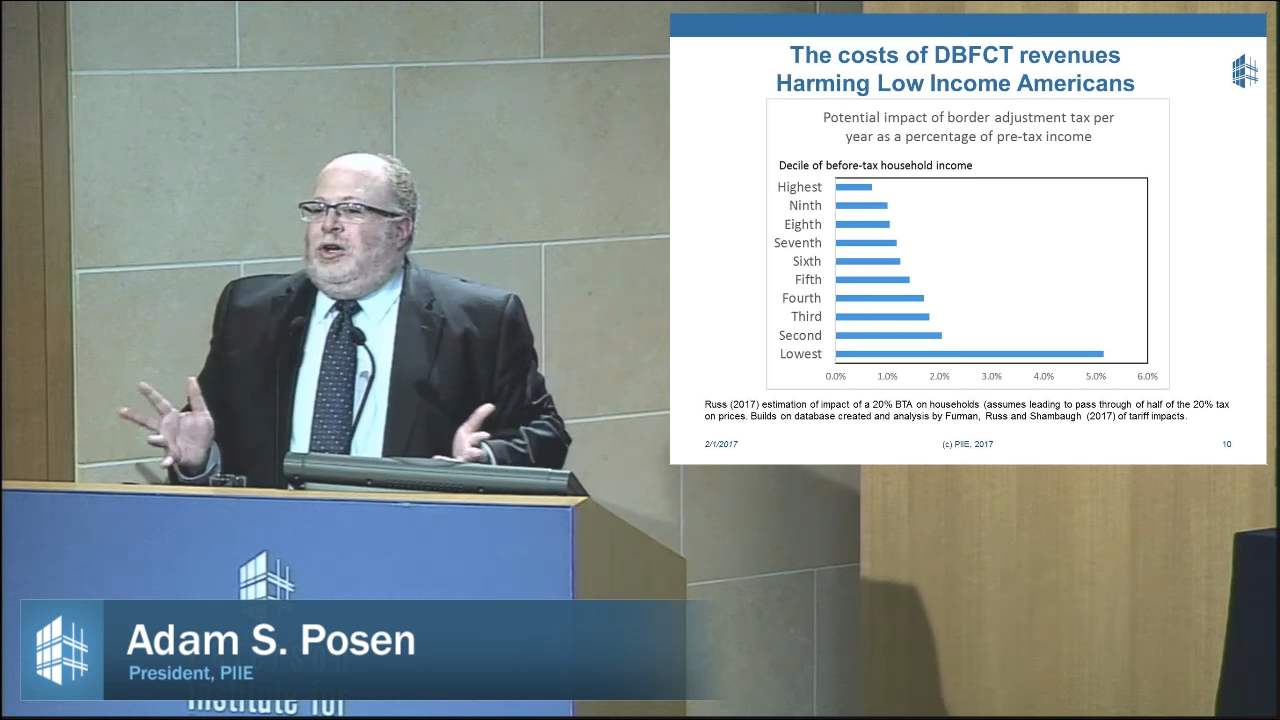 The costs of DBFCT revenues
Harming Low Income Americans
Potential impact of border adjustment tax per
year as a percentage of pre-tax income
Decile of before-tax household income
Highest
Ninth
Eighth
Seventh
Sixth
Fifth
Fourth
Third
Second
Lowest
0.0% 1.0% 2.0% 3.0% 4.0% 5.0% 6.0%
Russ (2017) estimation of impact of a 20% BTA on households (assumes leading to pass through of half of the 20% tax
on prices. Builds on database created and analysis by Furman, Russ and Shambaugh (2017) of tariff impacts.
2/1/2017 (c) PIIE, 2017 10
Adam S. Posen
President, PIIE
Institute for